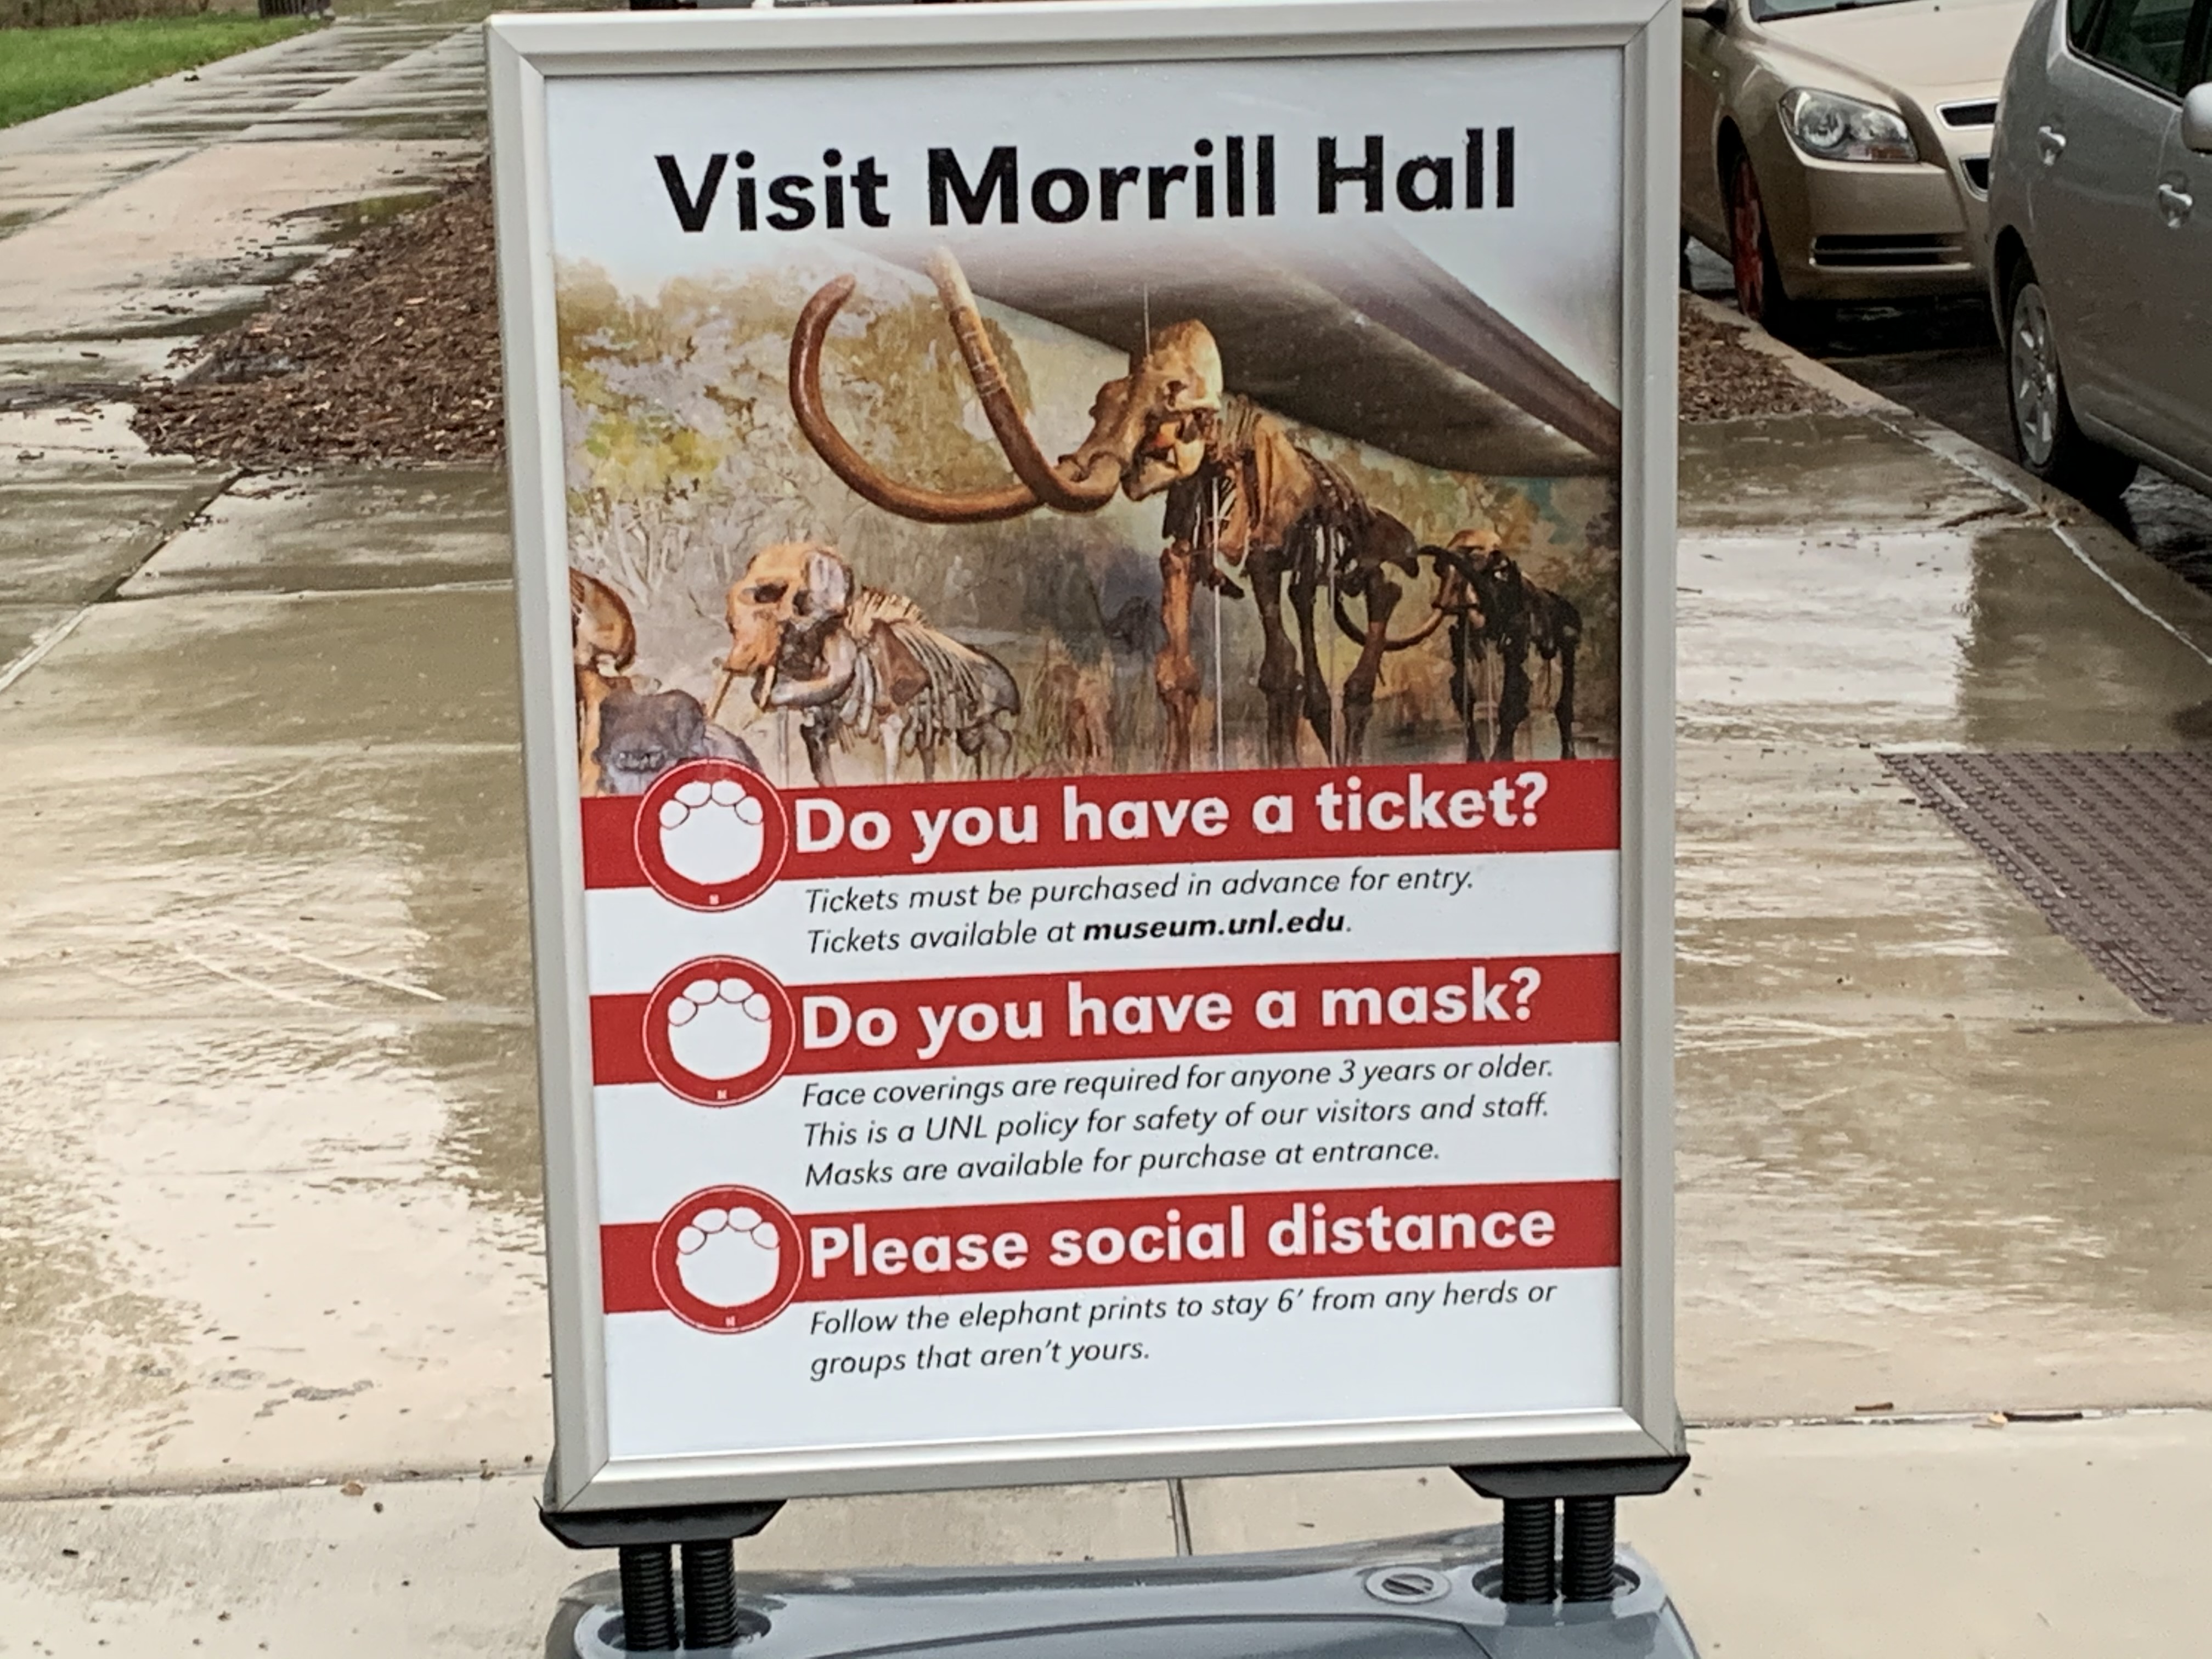 Visit Morrill Hall
Do you have a ticket?
Tickets must be purchased in advance for entry.
Tickets available at museum.unl.edu.
Do you have a mask?
Face coverings are required for anyone 3 years or older.
This is a UNL policy for safety of our visitors and staff.
Masks are available for purchase at entrance.
Please social distance
Follow the elephant prints to stay 6' from any herds or
groups that aren't yours.